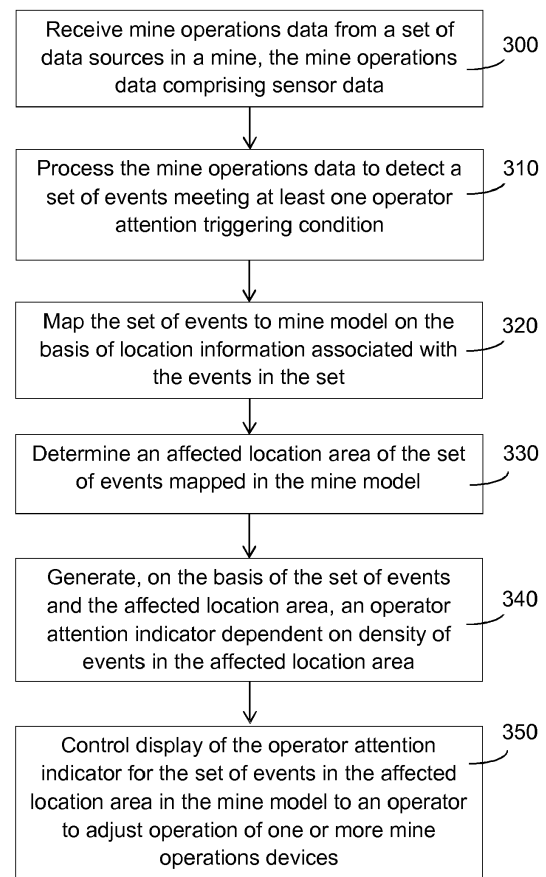 Receive mine operations data from a set of
data sources in a mine, the mine operations
data comprising sensor data
300
Process the mine operations data to detect a
set of events meeting at least one operator
attention triggering condition
310
Map the set of events to mine model on the
basis of location information associated with
the events in the set
320
Determine an affected location area of the set
of events mapped in the mine model
330
Generate, on the basis of the set of events
and the affected location area, an operator
attention indicator dependent on density of
events in the affected location area
340
Control display of the operator attention
indicator for the set of events in the affected
location area in the mine model to an operator
to adjust operation of one or more mine
operations devices
350